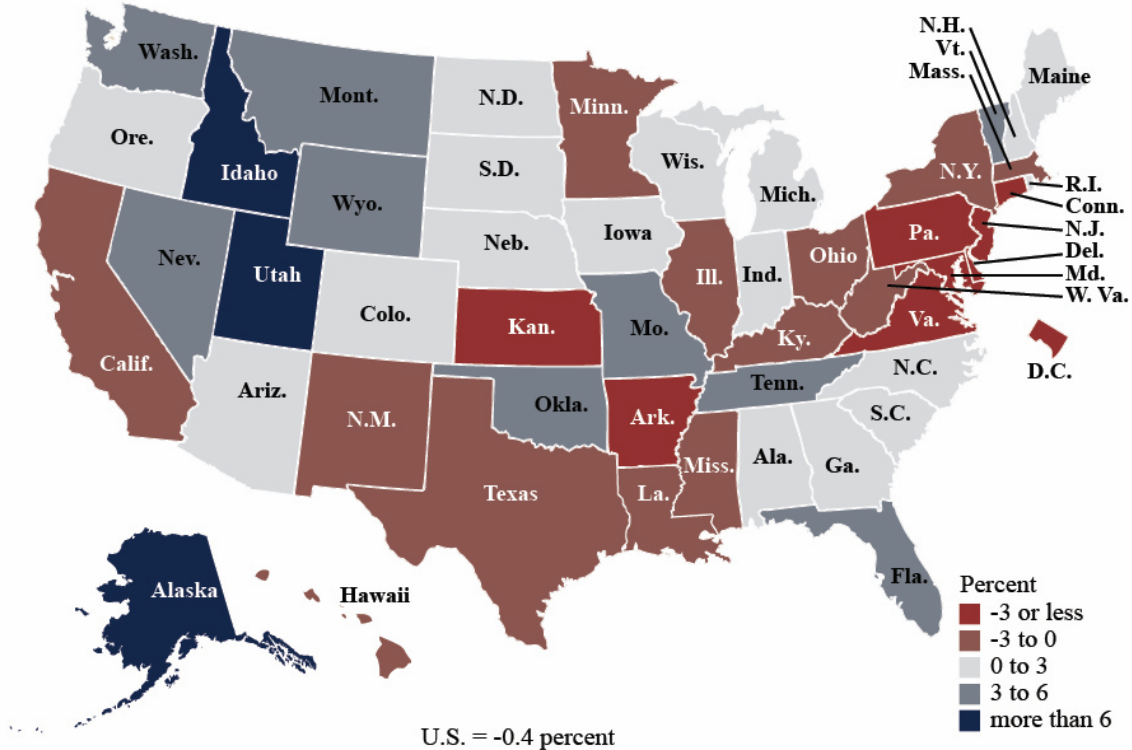 Wash.
Mont.
N.D.
Minn.
N.H.
Vt.
Mass.
Maine
Ore.
Idaho
S.D.
Wis.
Mich.
N.Y.
R.I.
Conn.
N.J.
Del.
Md.
W. Va.
Wyo.
Neb.
Iowa
Nev.
Utah
Colo.
Ill.
Ind.
Ohio
Pa.
Kan.
Mo.
Ky.
Va.
D.C.
Calif.
Ariz.
N.M.
Okla.
Ark.
Tenn.
N.C.
S.C.
Texas
La.
Miss.
Ala.
Ga.
Fla.
Alaska
Hawaii
Percent
-3 or less
-3 to 0
0 to 3
3 to 6
more than 6
U.S. = -0.4 percent